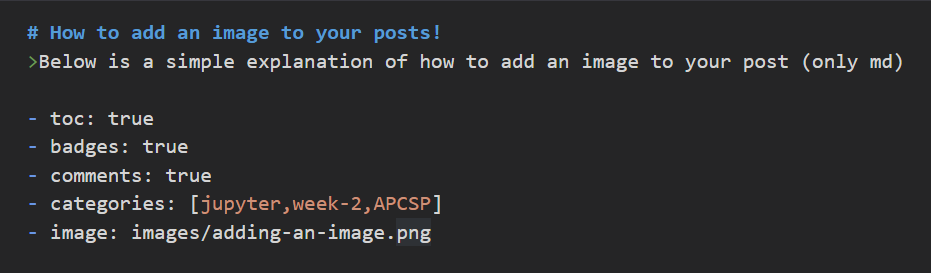 # How to add an image to your posts!
>Below is a simple explanation of how to add an image to your post (only md)
- toc: true
- badges: true
- comments: true
- categories: [jupyter,week-2,APCSP]
- image: images/adding-an-image.png